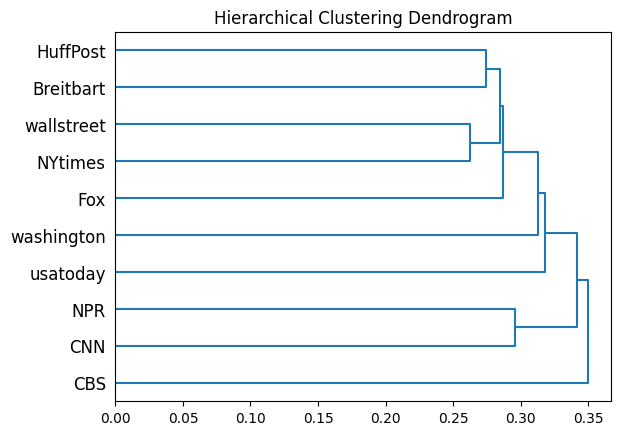 Hierarchical Clustering Dendrogram
HuffPost
Breitbart
wallstreet
NYtimes
Fox
washington
usatoday
NPR
CNN
CBS
0.00 0.05 0.10 0.15 0.20 0.25 0.30 0.35